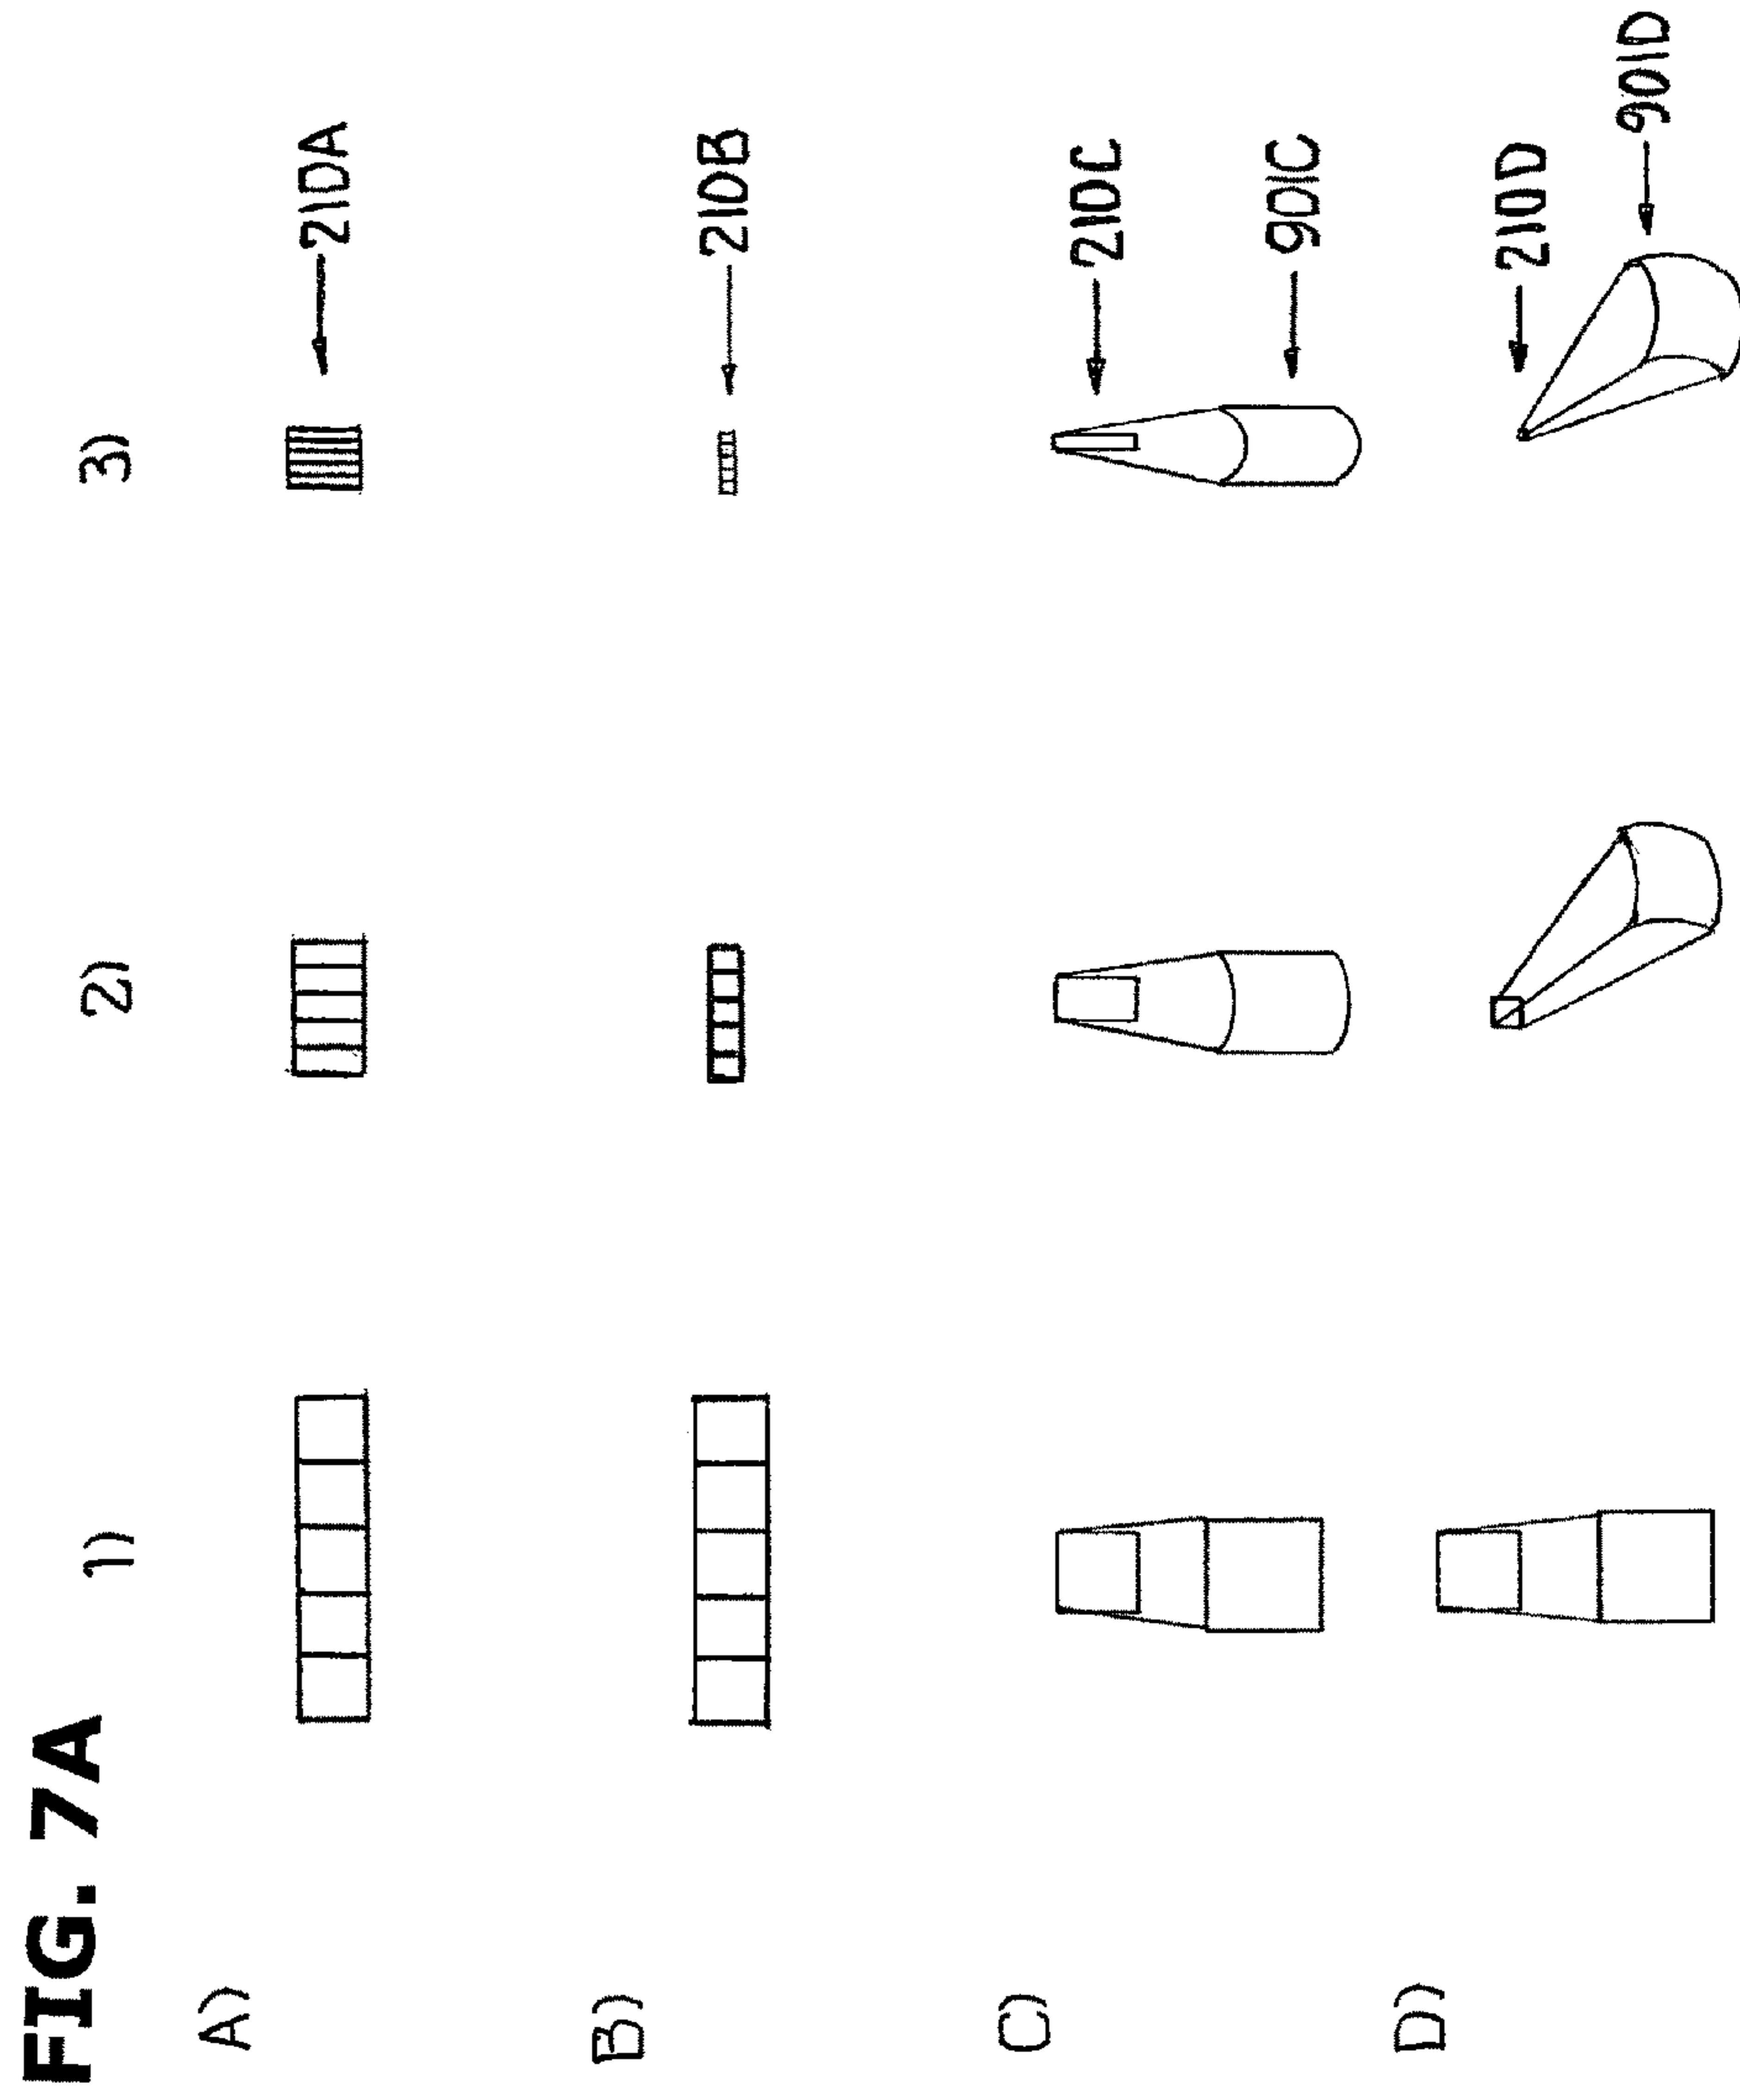 FIG. 7A
1) 2) 3)
A)
210A
B)
210B
C)
210C
901C
D)
210D
901D